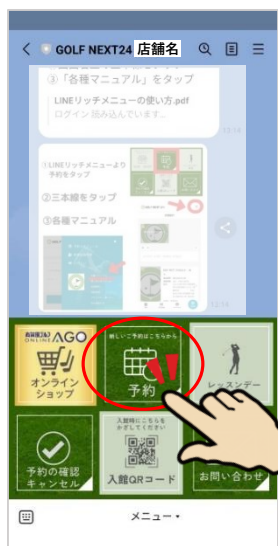 GOLF NEXT24 店舗名
③「各種マニュアル」をタップ
LINEリッチメニューの使い方.pdf
ログイン 読み込んでいます...
12:14
①LINEリッチメニューより
予約をタップ
②三本線をタップ
③各種マニュアル
12:14
ONLINE AGO
オンライン
ショップ
新しいご予約はこちらから
予約
レッスンデー
予約の確認
キャンセル
入館時にこちらを
かざしてください
入館QRコード
お問い合わせ
メニュー